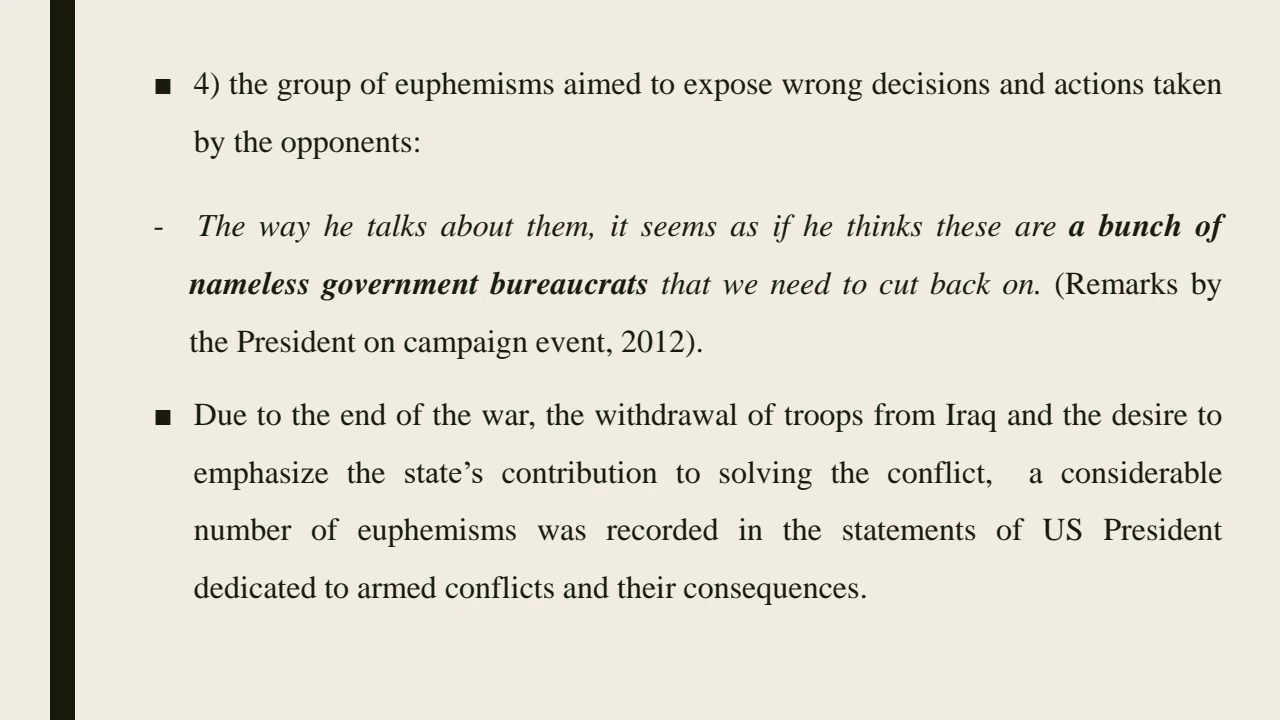 ▪ 4) the group of euphemisms aimed to expose wrong decisions and actions taken
by the opponents:
- The way he talks about them, it seems as if he thinks these are a bunch of
nameless government bureaucrats that we need to cut back on. (Remarks by
the President on campaign event, 2012).
▪ Due to the end of the war, the withdrawal of troops from Iraq and the desire to
emphasize the state’s contribution to solving the conflict, a considerable
number of euphemisms was recorded in the statements of US President
dedicated to armed conflicts and their consequences.